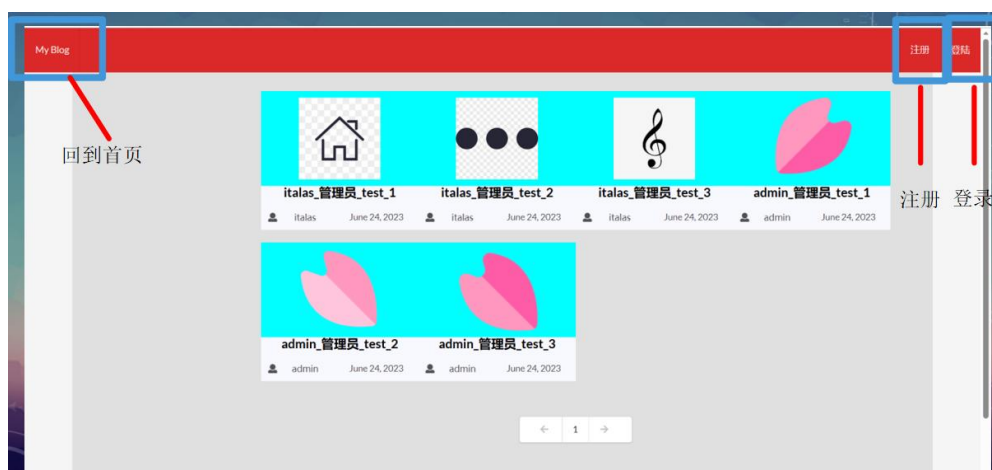 My Blog
注册
登陆
回到首页
注册
登录
italas_管理员_test_1
italas_管理员_test_2
italas_管理员_test_3
admin_管理员_test_1
italas June 24, 2023
italas June 24, 2023
italas June 24, 2023
admin June 24, 2023
admin_管理员_test_2
admin_管理员_test_3
admin June 24, 2023
admin June 24, 2023
← 1 →